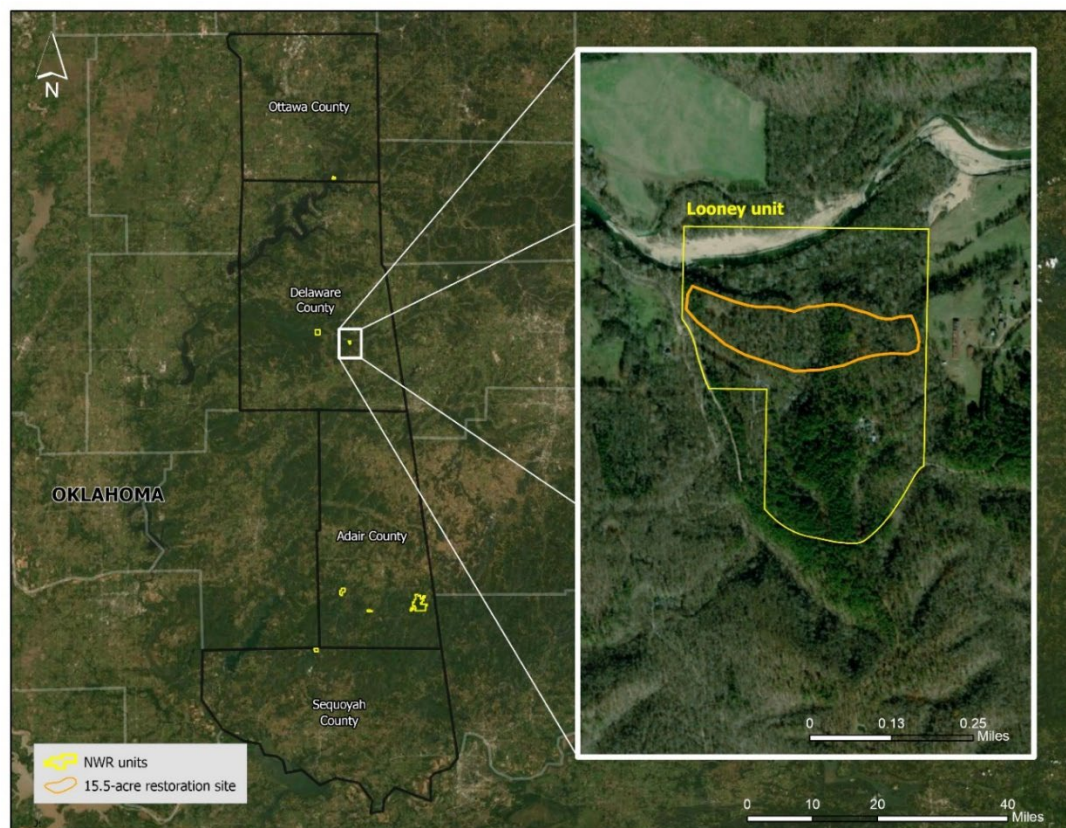 N
Ottawa County
Delaware
County
OKLAHOMA
Adair County
Sequoyah
County
Looney unit
0 0.13 0.25
Miles
NWR units
15.5-acre restoration site
0 10 20 40
Miles